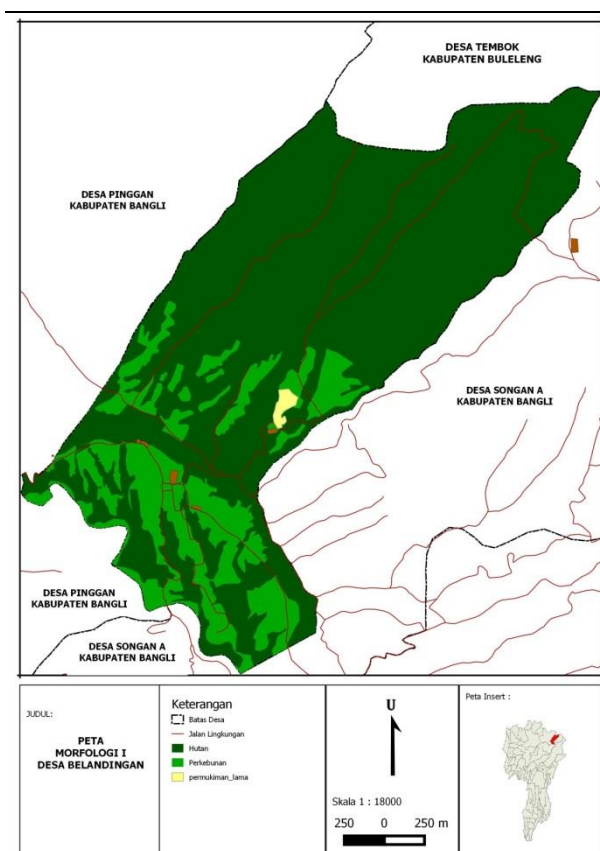 DESA TEMBOK
KABUPATEN BULELENG
DESA PINGGAN
KABUPATEN BANGLI
DESA SONGAN A
KABUPATEN BANGLI
DESA PINGGAN
KABUPATEN BANGLI
DESA SONGAN A
KABUPATEN BANGLI
JUDUL:
PETA
MORFOLOGI I
DESA BELANDINGAN
Keterangan
Batas Desa
Jalan Lingkungan
Hutan
Perkebunan
permukiman_lama
U
Skala 1 : 18000
250 0 250 m
Peta Insert :